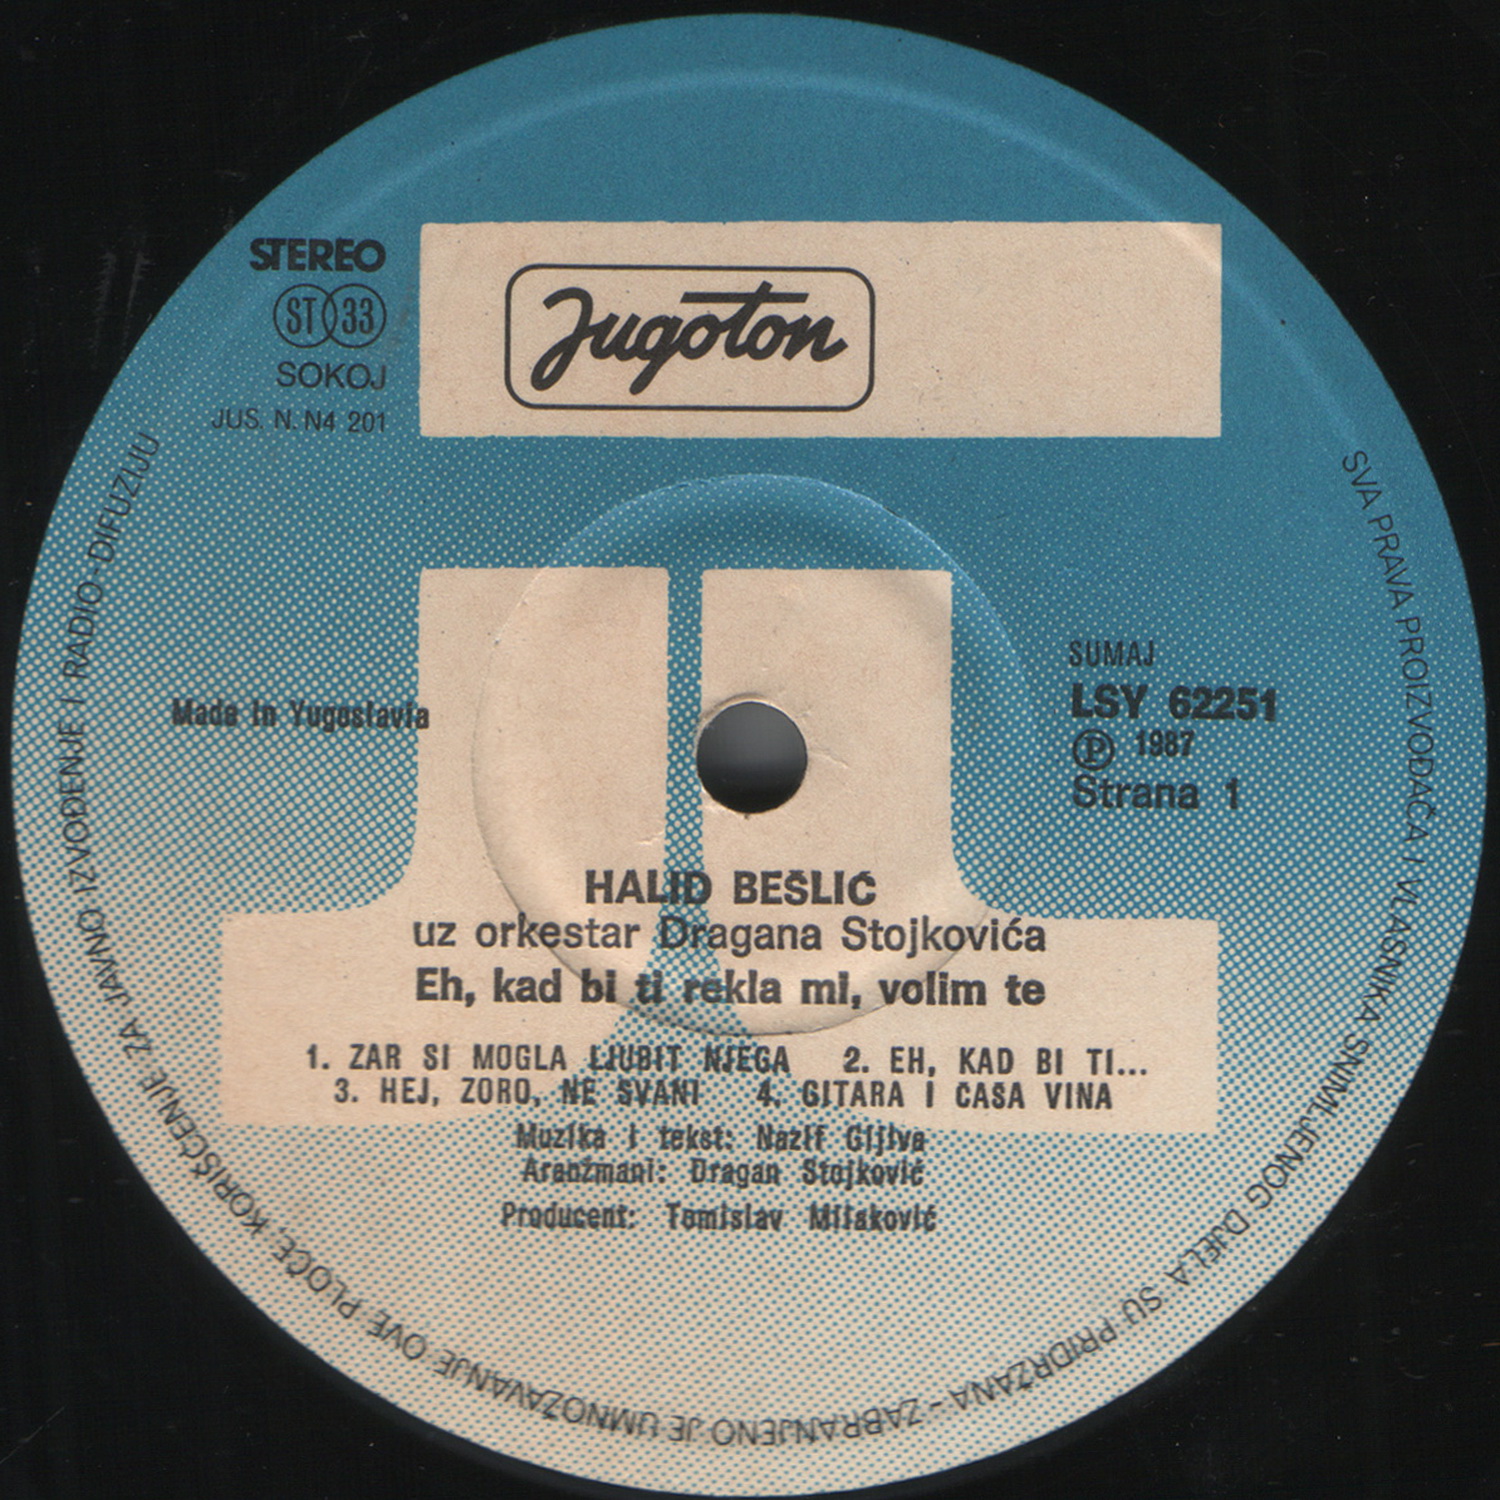 STEREO
ST 33
SOKOJ
JUS. N. N4 201
Jugoton
Made in Yugoslavia
SUMAJ
LSY 62251
Ⓟ 1987
Strana 1
HALID BEŠLIĆ
uz orkestar Dragana Stojkovića
Eh, kad bi ti rekla mi, volim te
1. ZAR SI MOGLA LJUBIT NJEGA 2. EH, KAD BI TI...
3. HEJ, ZORO, NE SVANI 4. GITARA I ČAŠA VINA
Muzika i tekst: Nazif Gljiva
Aranžmani: Dragan Stojković
Producent: Tomislav Milaković
SVA PRAVA PROIZVOĐAČA I VLASNIKA SNIMLJENOG DJELA SU PRIDRŽANA - ZABRANJENO JE UMNOŽAVANJE OVE PLOČE, KORIŠĆENJE ZA JAVNO IZVOĐENJE I RADIO-DIFUZIJU